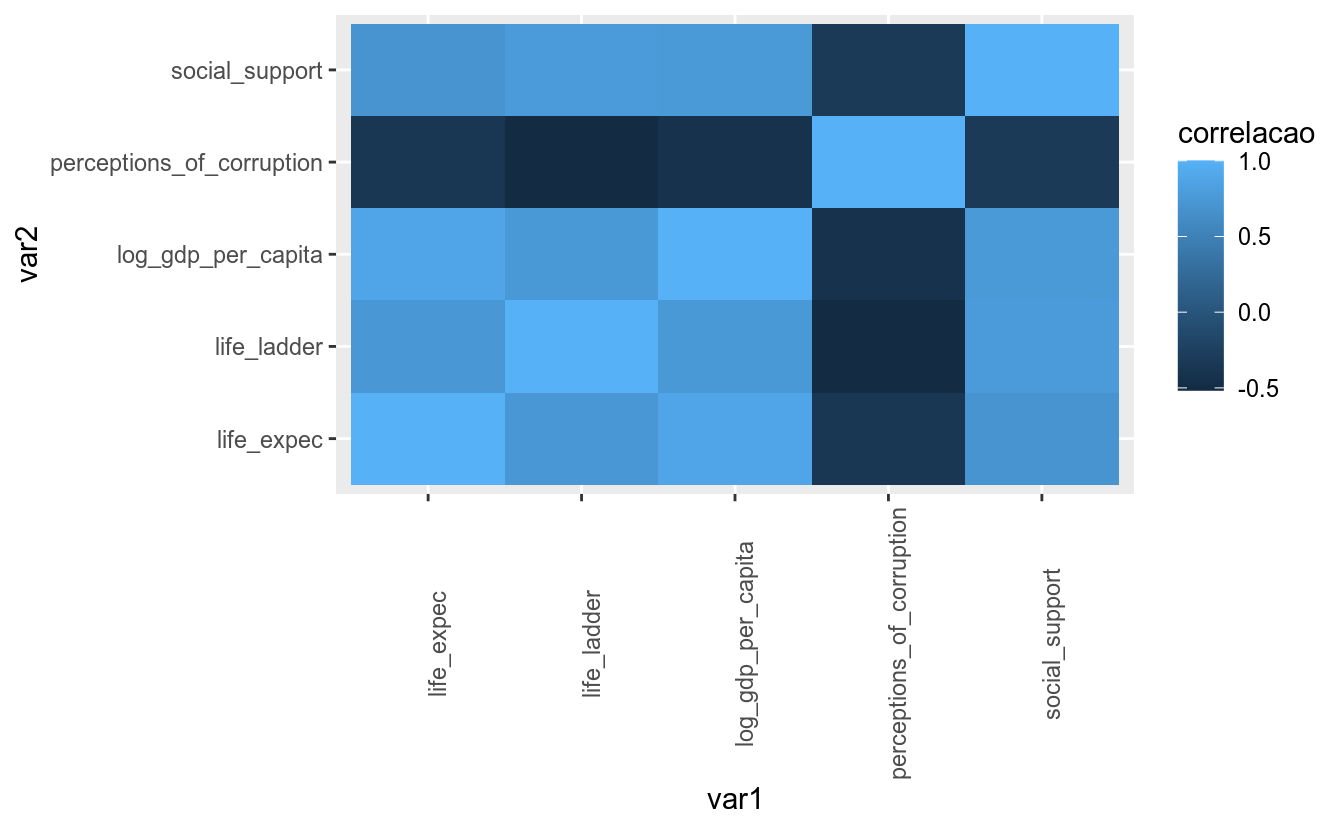 social_support
perceptions_of_corruption
log_gdp_per_capita
life_ladder
life_expec
var2
life_expec
life_ladder
log_gdp_per_capita
perceptions_of_corruption
social_support
var1
correlacao
1.0
0.5
0.0
-0.5